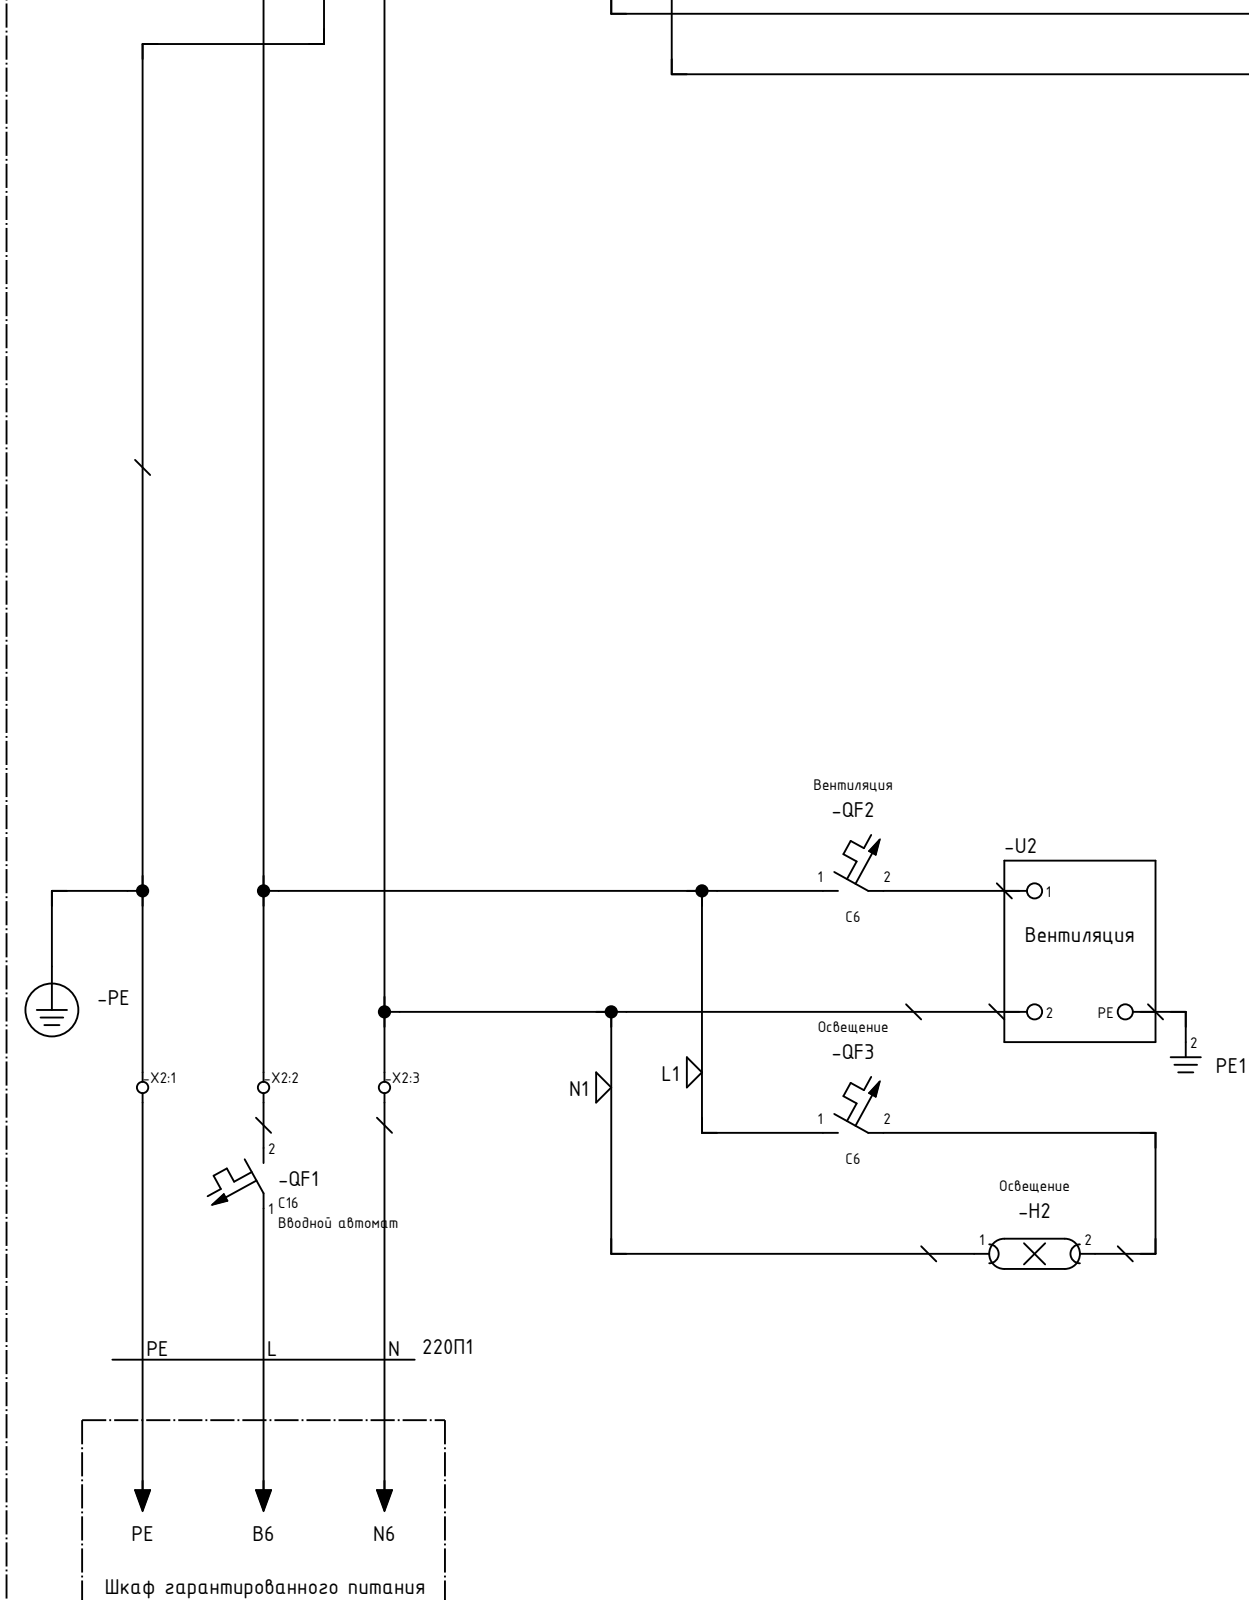 Вентиляция
-QF2
1
2
C6
-U2
1
Вентиляция
2
PE
2
PE1
-PE
Освещение
-QF3
1
2
C6
L1
N1
-X2:1
-X2:2
-X2:3
2
-QF1
1
C16
Вводной автомат
Освещение
-H2
1
2
PE
L
N
220П1
PE
B6
N6
Шкаф гарантированного питания